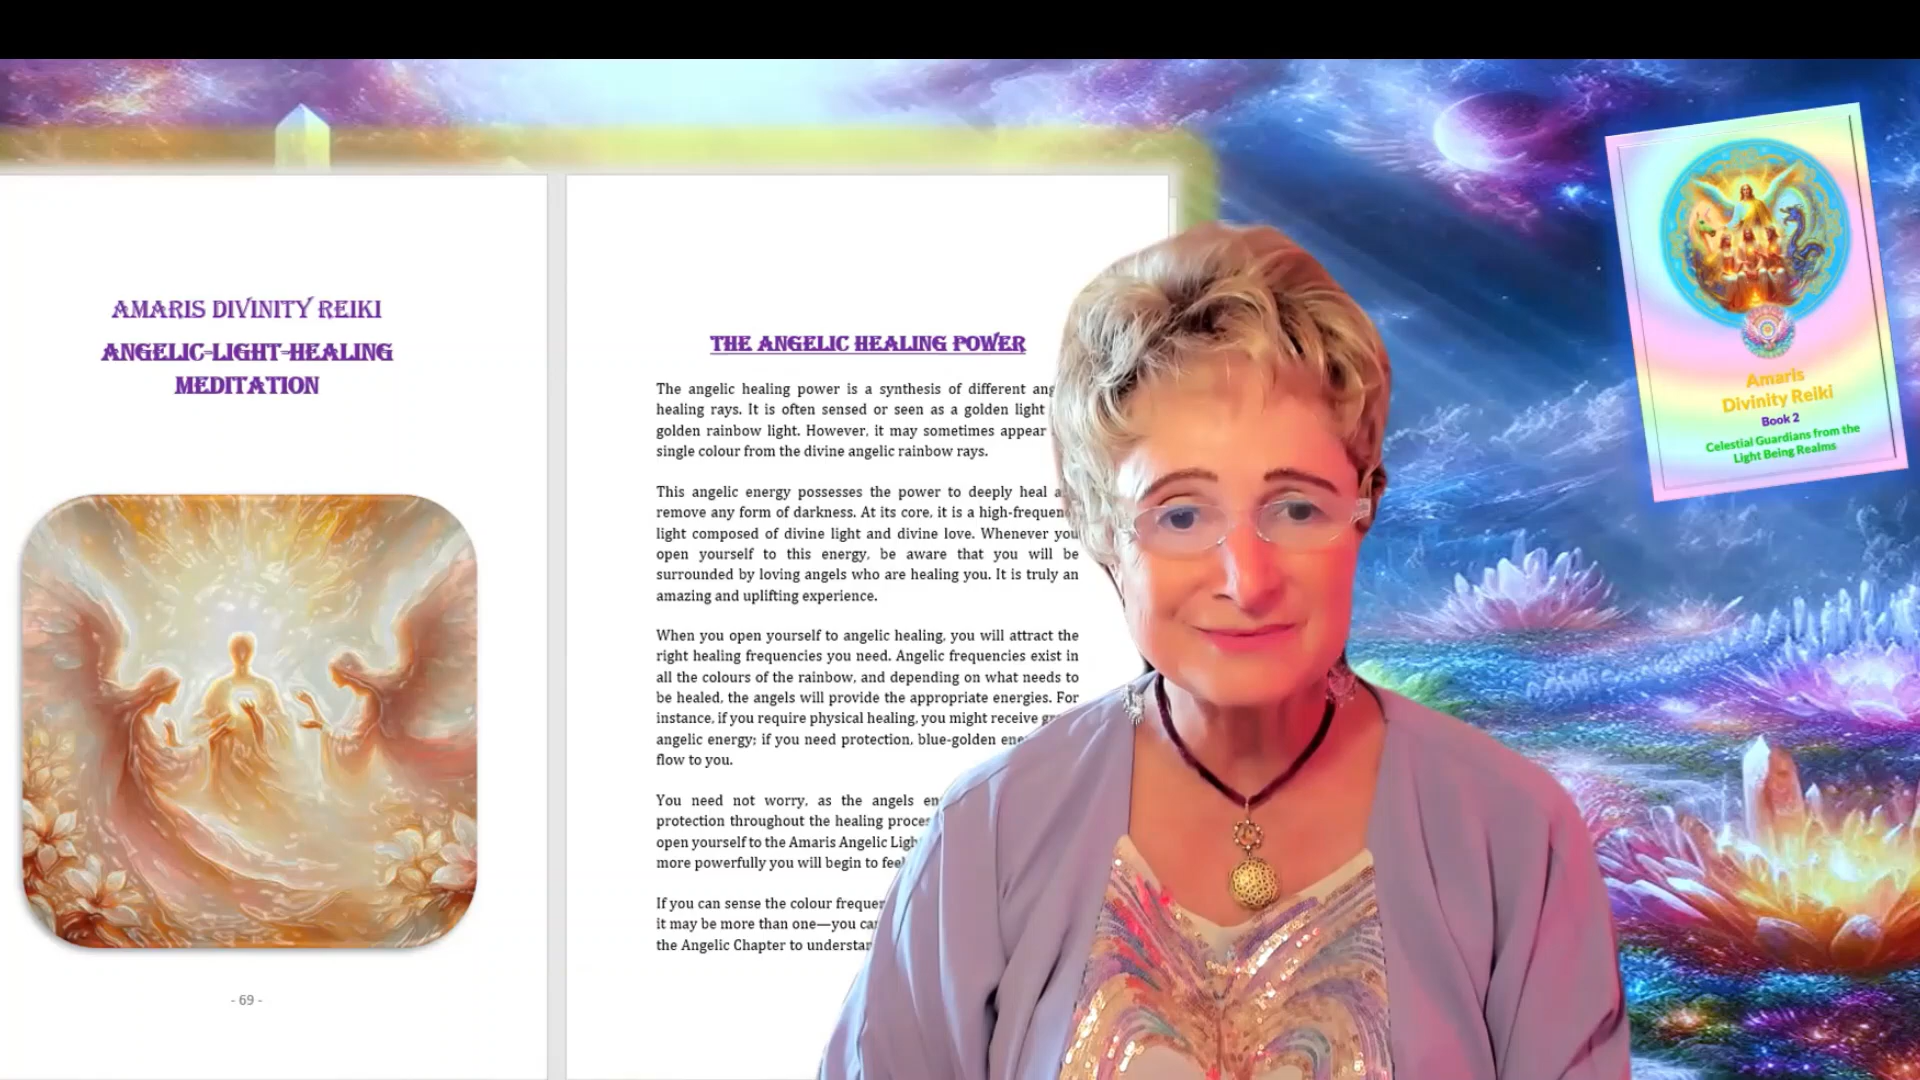 AMARIS DIVINITY REIKI
ANGELIC-LIGHT-HEALING
MEDITATION
- 69 -
THE ANGELIC HEALING POWER
The angelic healing power is a synthesis of different
healing rays. It is often sensed or seen as a golden light
golden rainbow light. However, it may sometimes appear
single colour from the divine angelic rainbow rays.
This angelic energy possesses the power to deeply heal
remove any form of darkness. At its core, it is a
light composed of divine light and divine love. Whenever you
open yourself to this energy, be aware that you will be
surrounded by loving angels who are healing you. It is truly an
amazing and uplifting experience.
When you open yourself to angelic healing, you will attract the
right healing frequencies you need. Angelic frequencies exist in
all the colours of the rainbow, and depending on what needs to
be healed, the angels will provide the appropriate energies. For
instance, if you require physical healing, you might receive
angelic energy; if you need protection, blue-golden
flow to you.
You need not worry, as the angels
protection throughout the healing
open yourself to the Amaris Angelic
more powerfully you will begin to feel
If you can sense the colour
it may be more than one—you
the Angelic Chapter to
Amaris
Divinity Reiki
Book 2
Celestial Guardians from the
Light Being Realms